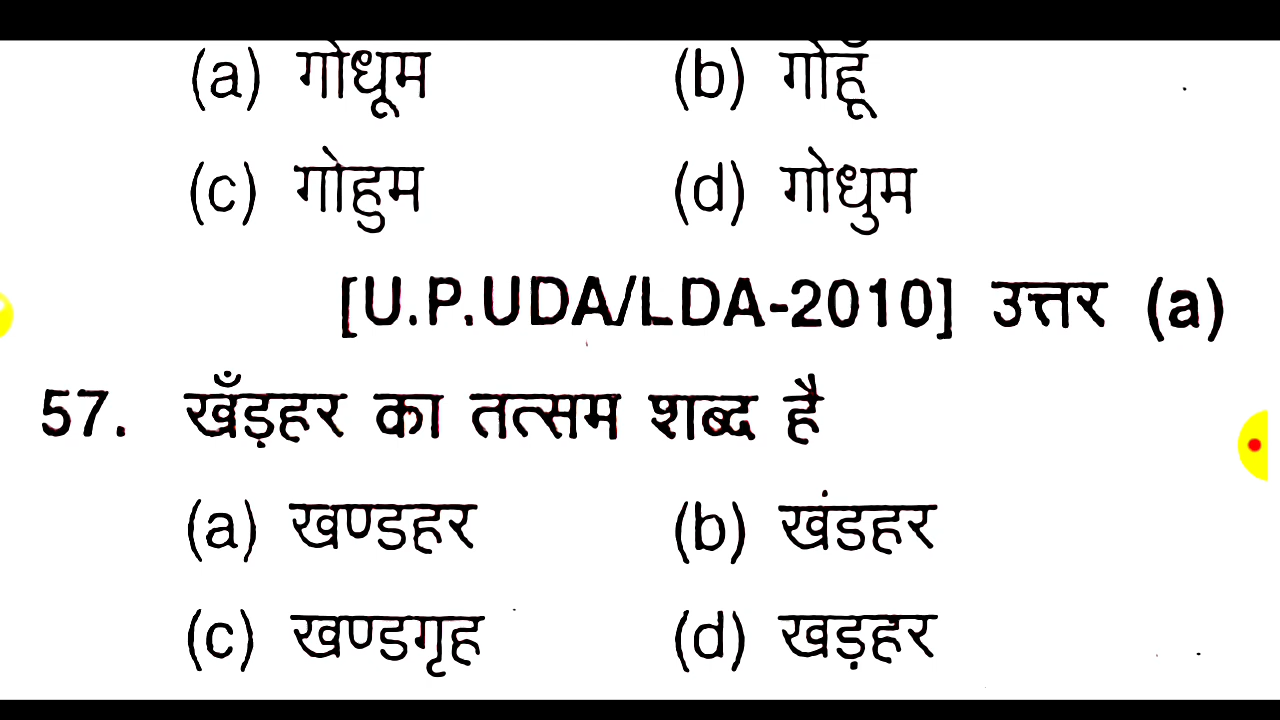 (a) गोधूम (b) गोहूँ
(c) गोहुम (d) गोधुम
[U.P.UDA/LDA-2010] उत्तर (a)
57. खँड़हर का तत्सम शब्द है
(a) खण्डहर (b) खंडहर
(c) खण्डगृह (d) खड़हर